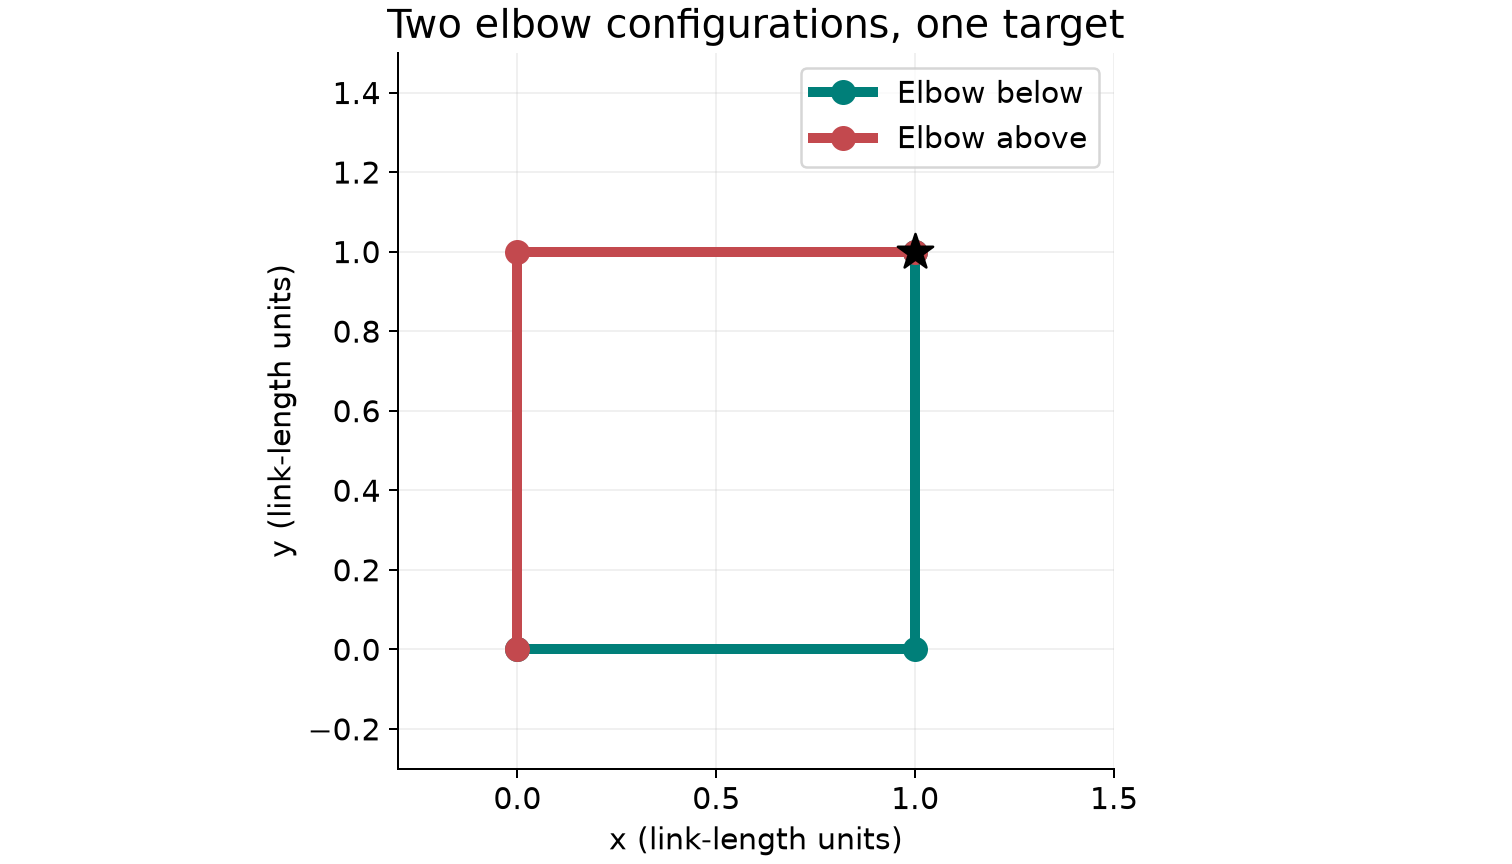 Two elbow configurations, one target
Elbow below
Elbow above
y (link-length units)
1.4
1.2
1.0
0.8
0.6
0.4
0.2
0.0
−0.2
0.0 0.5 1.0 1.5
x (link-length units)